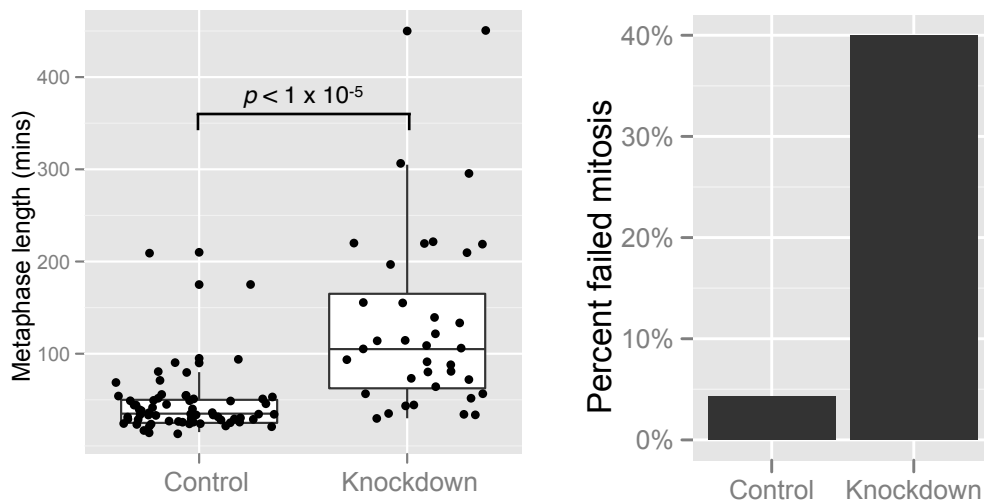 Metaphase length (mins)
400
300
200
100
p < 1 x 10-5
Control
Knockdown
Percent failed mitosis
40%
30%
20%
10%
0%
Control
Knockdown